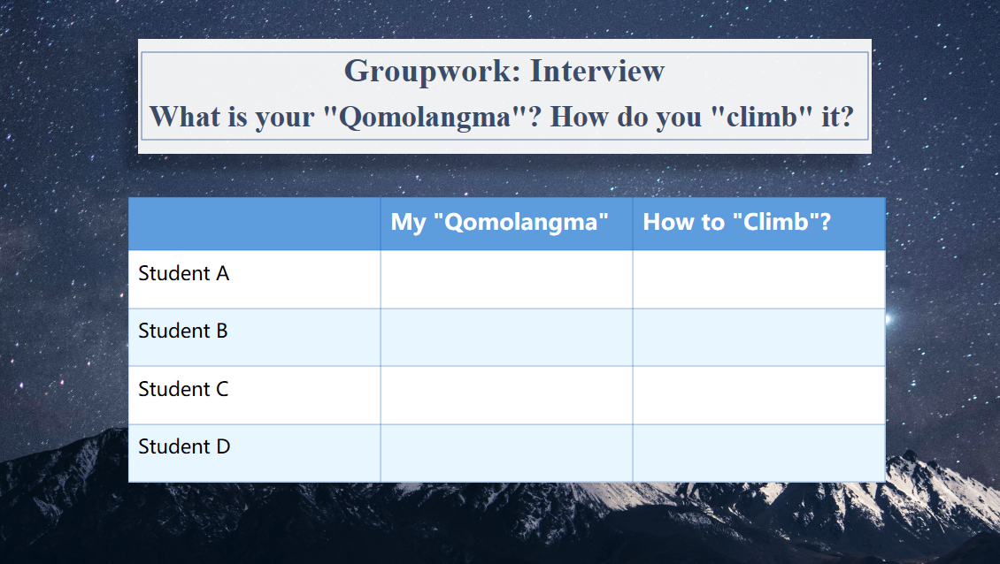 Groupwork: Interview
What is your "Qomolangma"? How do you "climb" it?
My "Qomolangma" How to "Climb"?
Student A
Student B
Student C
Student D